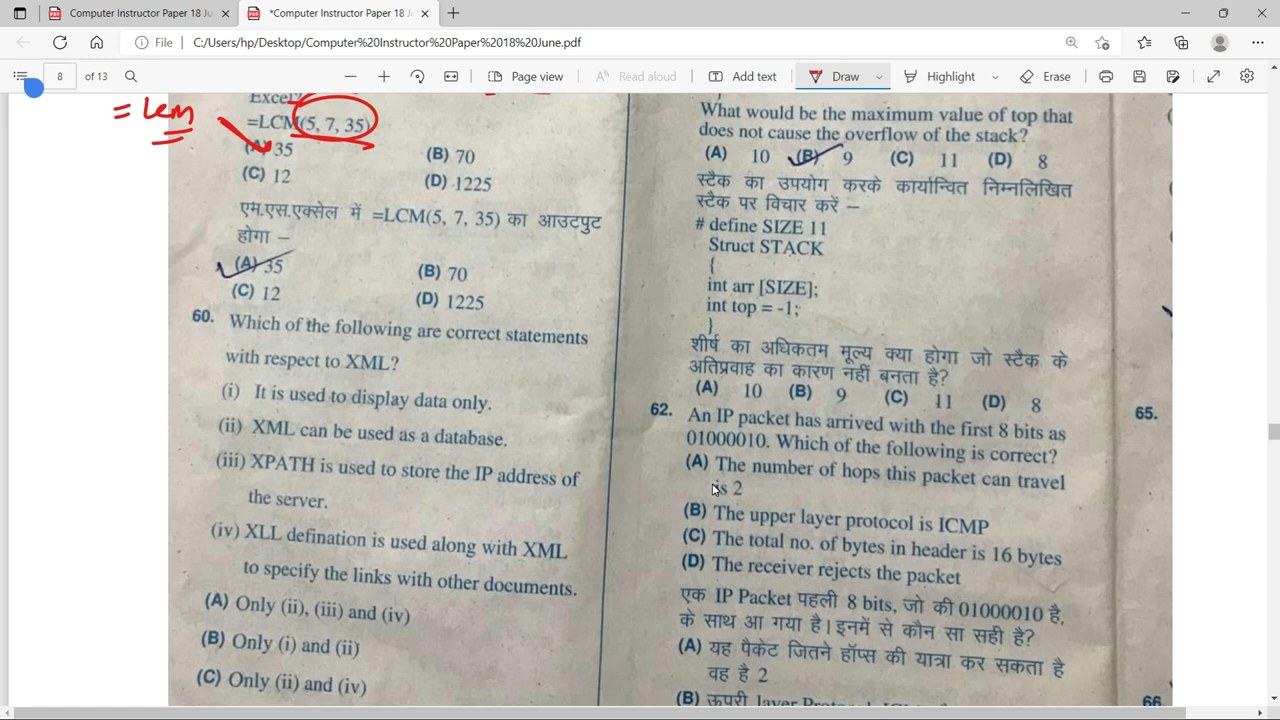 Computer Instructor Paper 18 Ju
*Computer Instructor Paper 18 J
File
C:/Users/hp/Desktop/Computer%20Instructor%20Paper%2018%20June.pdf
8 of 13
Page view
Read aloud
Add text
Draw
Highlight
Erase
= Lcm
Excel?
=LCM(5, 7, 35)
(A) 35
(B) 70
(C) 12
(D) 1225
एम.एस.एक्सेल में =LCM(5, 7, 35) का आउटपुट
होगा –
(A) 35
(B) 70
(C) 12
(D) 1225
60. Which of the following are correct statements
with respect to XML?
(i) It is used to display data only.
(ii) XML can be used as a database.
(iii) XPATH is used to store the IP address of
the server.
(iv) XLL defination is used along with XML
to specify the links with other documents.
(A) Only (ii), (iii) and (iv)
(B) Only (i) and (ii)
(C) Only (ii) and (iv)
What would be the maximum value of top that
does not cause the overflow of the stack?
(A) 10 (B) 9 (C) 11 (D) 8
स्टैक का उपयोग करके कार्यान्वित निम्नलिखित
स्टैक पर विचार करें –
# define SIZE 11
Struct STACK
{
int arr [SIZE];
int top = -1;
}
शीर्ष का अधिकतम मूल्य क्या होगा जो स्टैक के
अतिप्रवाह का कारण नहीं बनता है?
(A) 10 (B) 9 (C) 11 (D) 8
62. An IP packet has arrived with the first 8 bits as
01000010. Which of the following is correct?
(A) The number of hops this packet can travel
is 2
(B) The upper layer protocol is ICMP
(C) The total no. of bytes in header is 16 bytes
(D) The receiver rejects the packet
एक IP Packet पहली 8 bits, जो की 01000010 है,
के साथ आ गया है। इनमें से कौन सा सही है?
(A) यह पैकेट जितने हॉप्स की यात्रा कर सकता है
वह है 2
(B) ऊपरी layer
65.
66